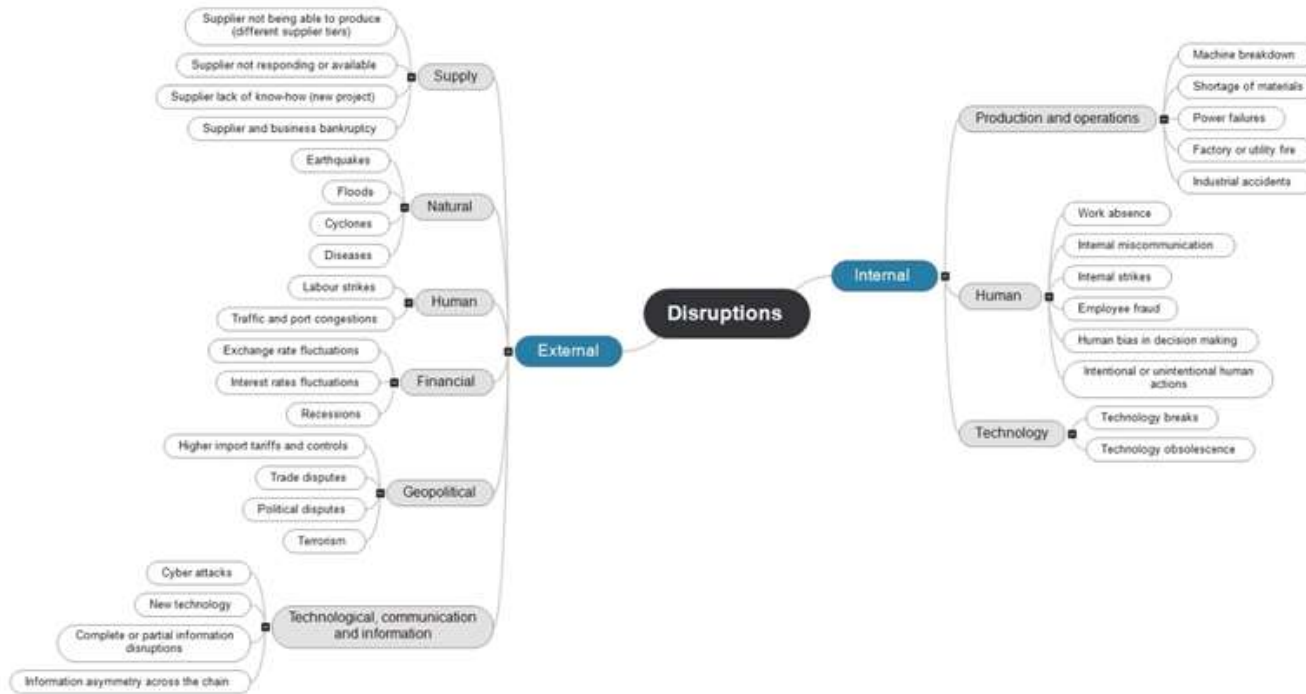 Disruptions
External
Supply
Supplier not being able to produce
(different supplier tiers)
Supplier not responding or available
Supplier lack of know-how (new project)
Supplier and business bankruptcy
Natural
Earthquakes
Floods
Cyclones
Diseases
Human
Labour strikes
Traffic and port congestions
Financial
Exchange rate fluctuations
Interest rates fluctuations
Recessions
Geopolitical
Higher import tariffs and controls
Trade disputes
Political disputes
Terrorism
Technological, communication
and information
Cyber attacks
New technology
Complete or partial information
disruptions
Information asymmetry across the chain
Internal
Production and operations
Machine breakdown
Shortage of materials
Power failures
Factory or utility fire
Industrial accidents
Human
Work absence
Internal miscommunication
Internal strikes
Employee fraud
Human bias in decision making
Intentional or unintentional human
actions
Technology
Technology breaks
Technology obsolescence